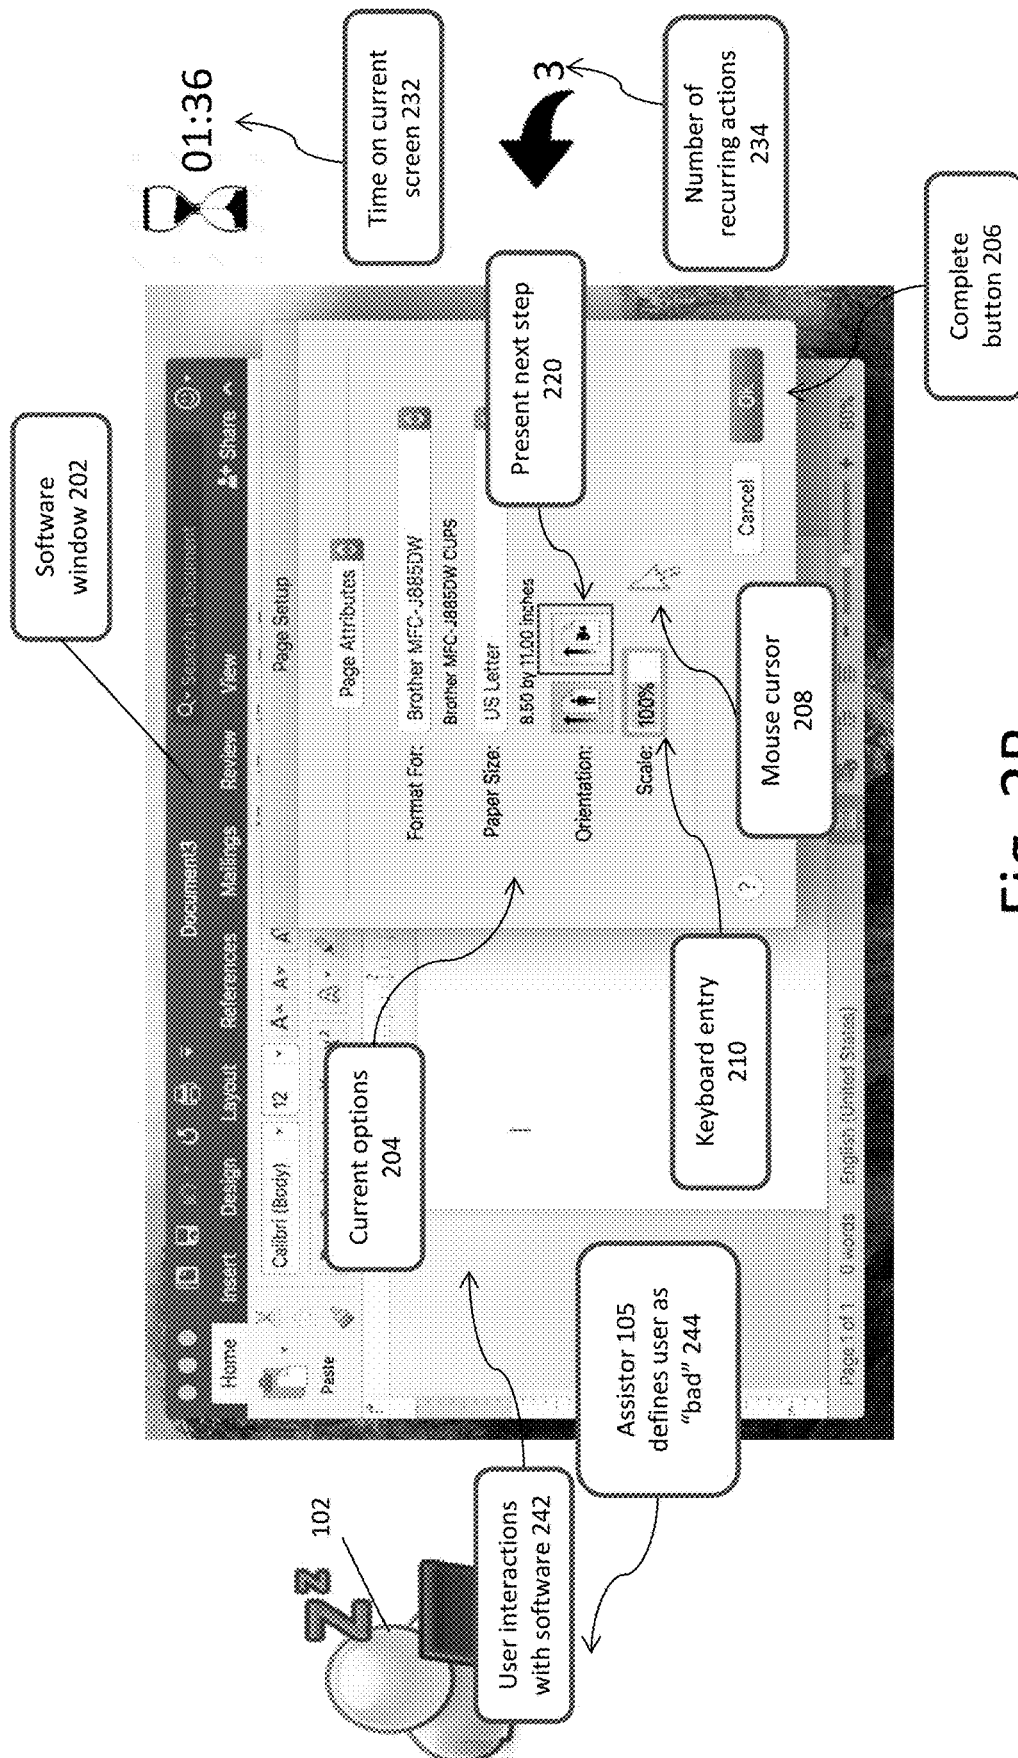 Software
window 202
01:36
Time on current
screen 232
3
Number of
recurring actions
234
Document3
Share
Home
Insert
Design
Layout
References
Mailings
Review
View
Paste
Calibri (Body)
12
A
A
A
Page Setup
Page Attributes
Format For:
Brother MFC-J885DW
Brother MFC-J885DW CUPS
Paper Size:
US Letter
8.50 by 11.00 inches
Orientation:
Scale:
100%
?
Cancel
Present next step
220
Complete
button 206
Mouse cursor
208
Keyboard entry
210
Current options
204
Page 1 of 1
0 words
English (United States)
102
User interactions
with software 242
Assistor 105
defines user as
“bad” 244